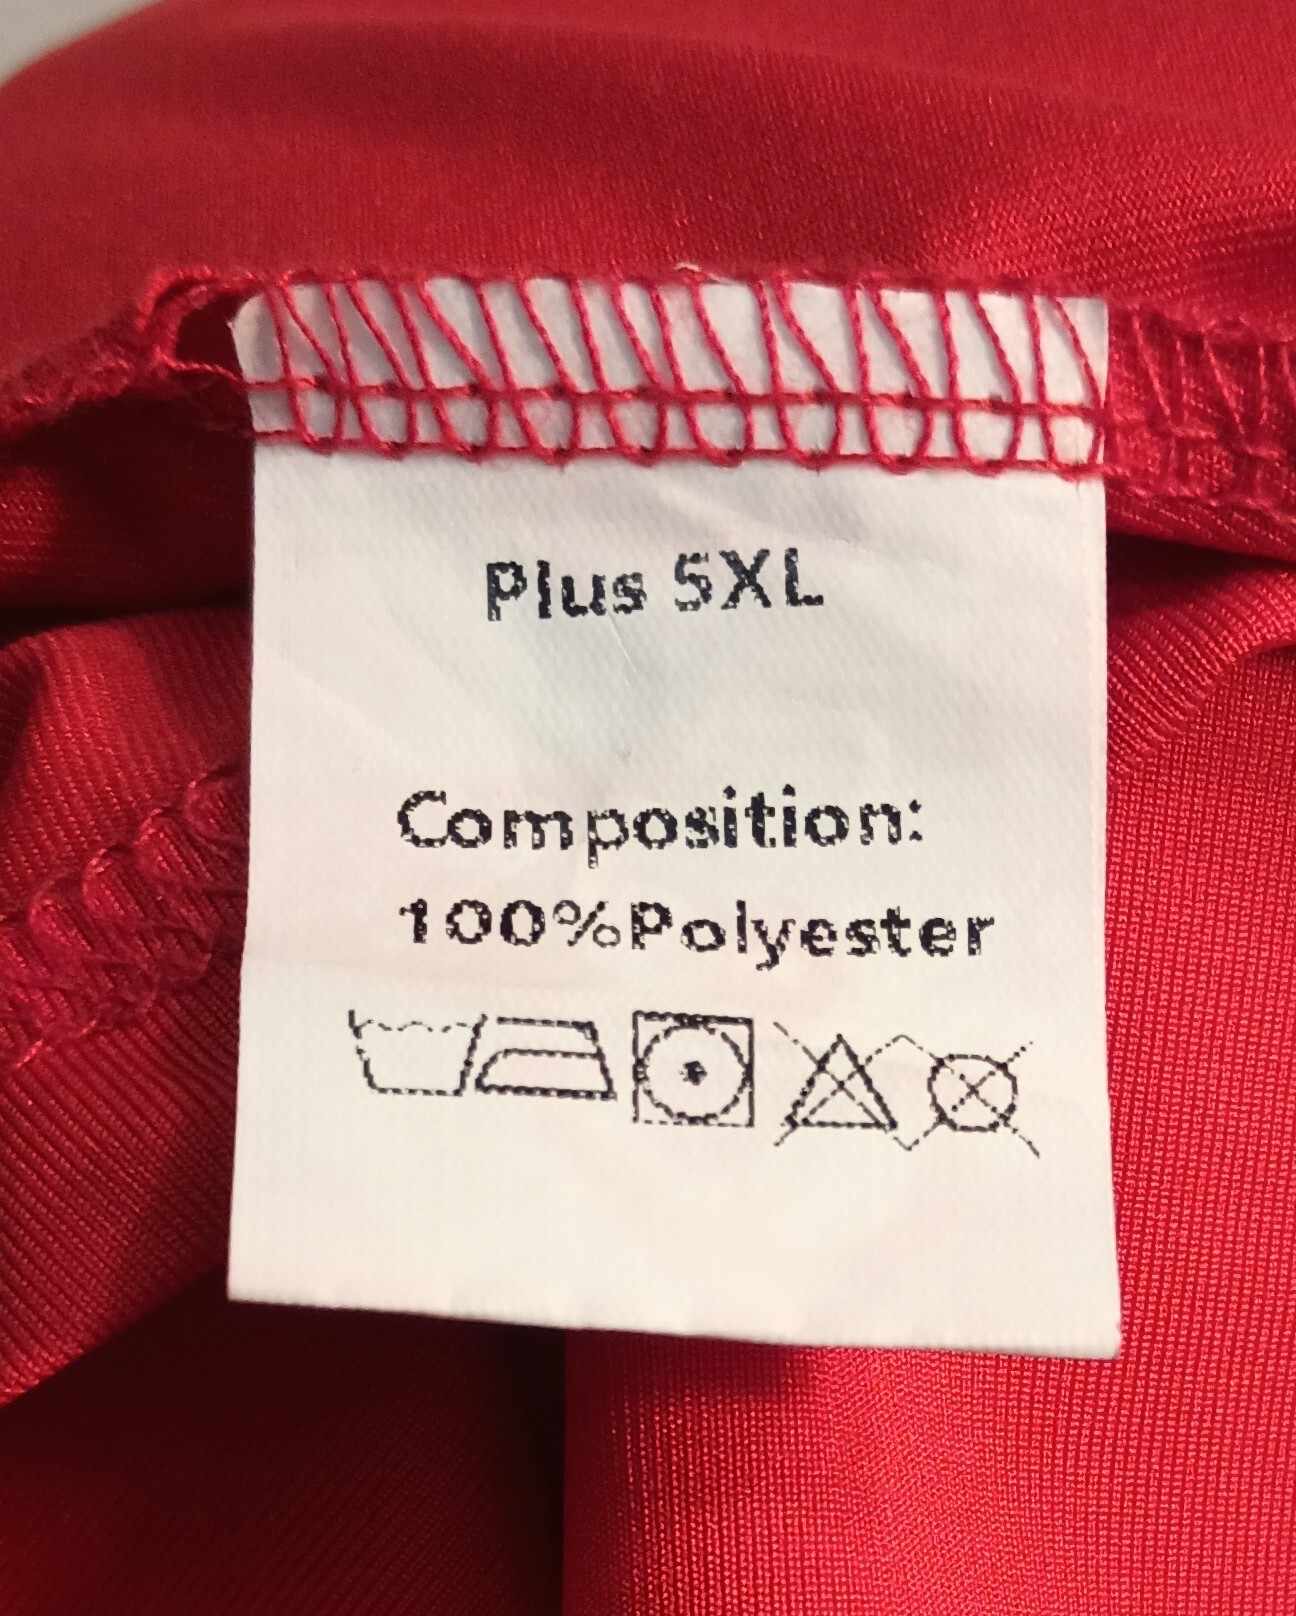 Plus 5XL
Composition:
100%Polyester